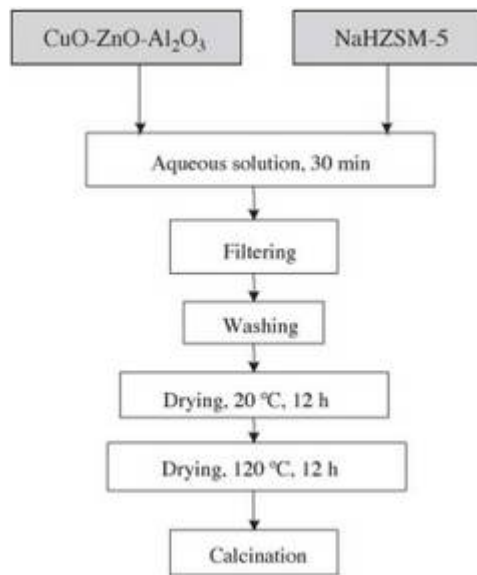 CuO-ZnO-Al₂O₃
NaHZSM-5
Aqueous solution, 30 min
Filtering
Washing
Drying, 20 °C, 12 h
Drying, 120 °C, 12 h
Calcination